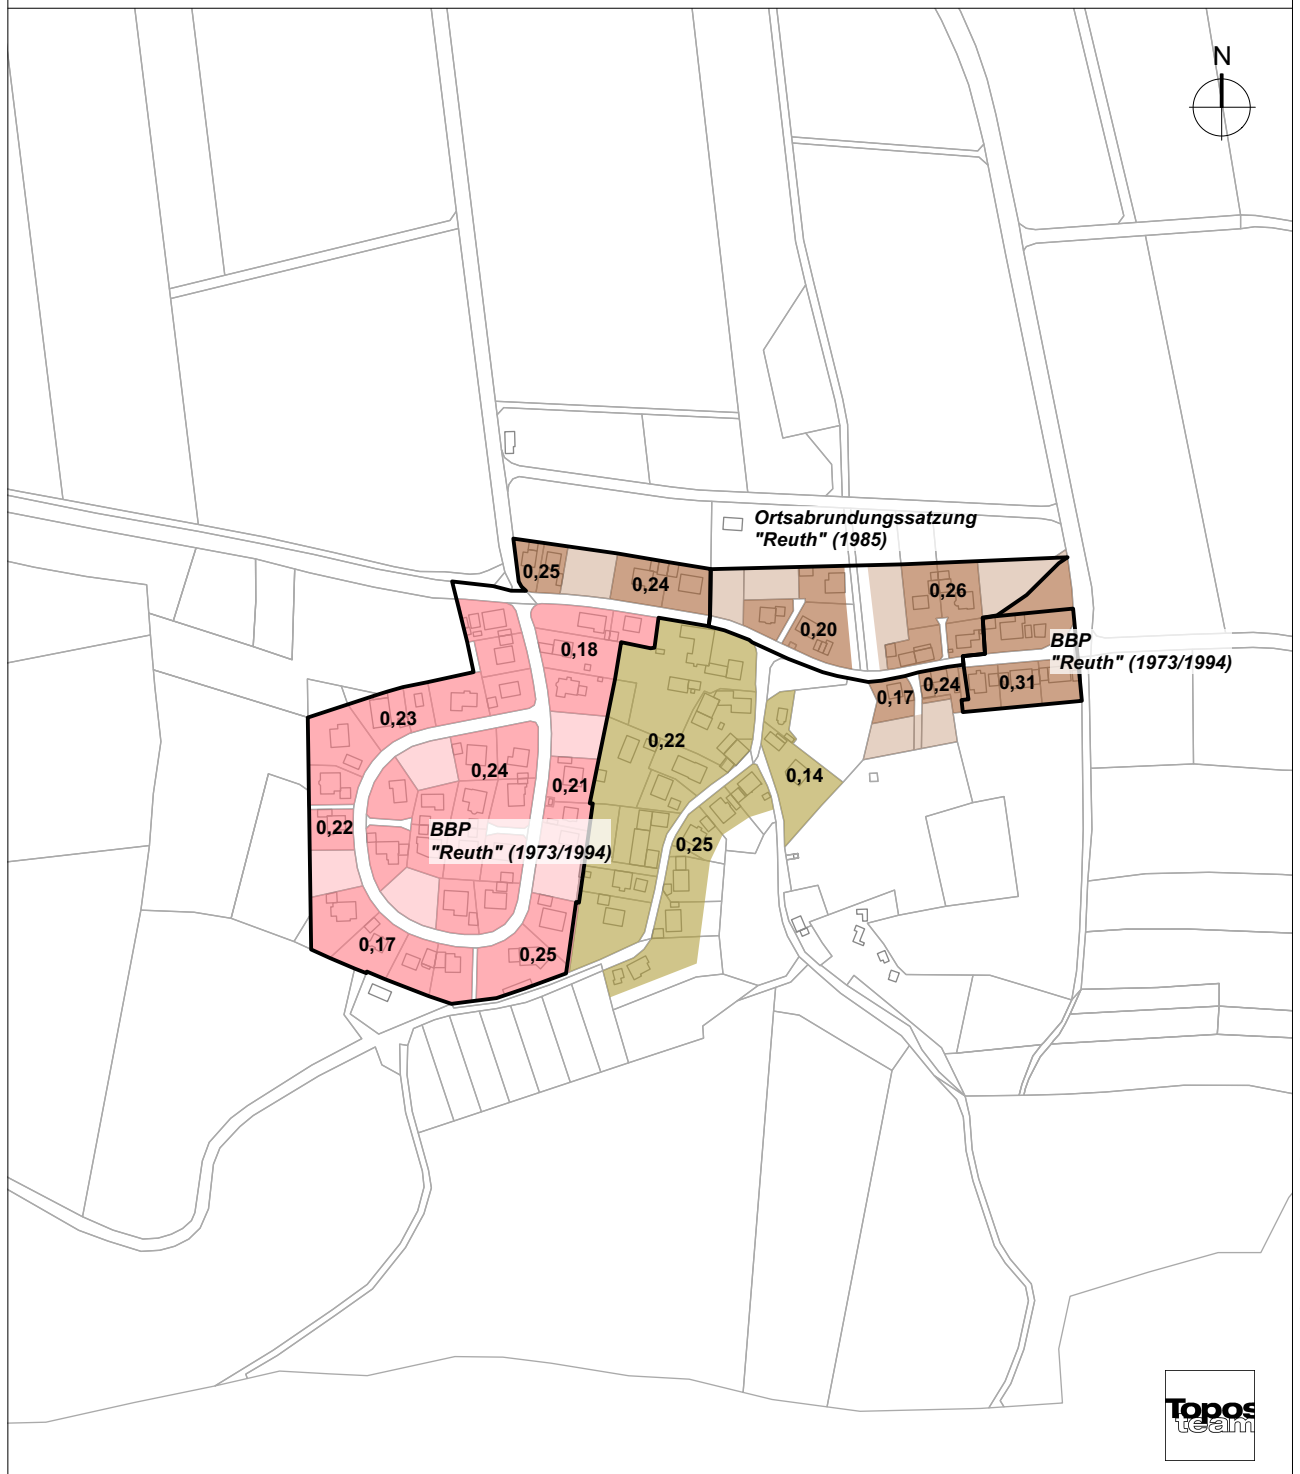 N
Ortsabrundungssatzung
"Reuth" (1985)
0,25
0,24
0,26
0,20
BBP
"Reuth" (1973/1994)
0,18
0,31
0,24
0,17
0,23
0,22
0,24
0,14
0,21
0,22
BBP
"Reuth" (1973/1994)
0,25
0,17
0,25
Topos
team